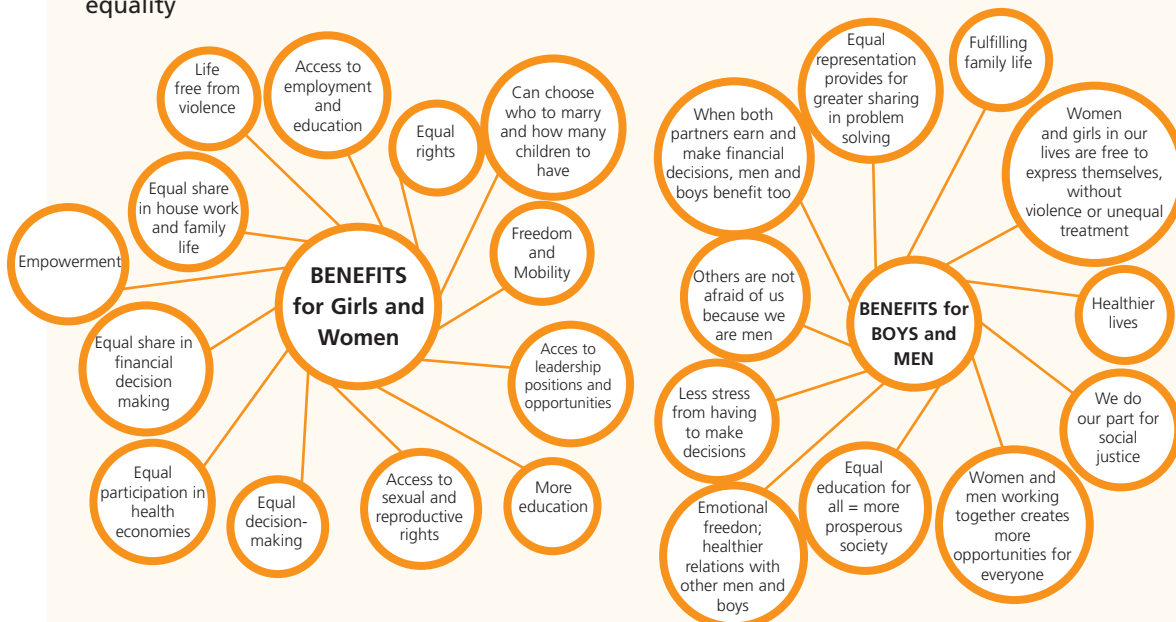 equality
Life
free from
violence
Access to
employment
and
education
Equal
rights
Can choose
who to marry
and how many
children to
have
Equal share
in house work
and family
life
Freedom
and
Mobility
Empowerment
BENEFITS
for Girls and
Women
Equal share in
financial
decision
making
Acces to
leadership
positions and
opportunities
Equal
participation in
health
economies
Equal
decision-
making
Access to
sexual and
reproductive
rights
More
education
When both
partners earn and
make financial
decisions, men and
boys benefit too
Equal
representation
provides for
greater sharing
in problem
solving
Fulfilling
family life
Women
and girls in our
lives are free to
express themselves,
without
violence or unequal
treatment
Others are not
afraid of us
because we
are men
BENEFITS for
BOYS and
MEN
Healthier
lives
Less stress
from having
to make
decisions
We do
our part for
social
justice
Emotional
freedon;
healthier
relations with
other men and
boys
Equal
education for
all = more
prosperous
society
Women and
men working
together creates
more
opportunities for
everyone